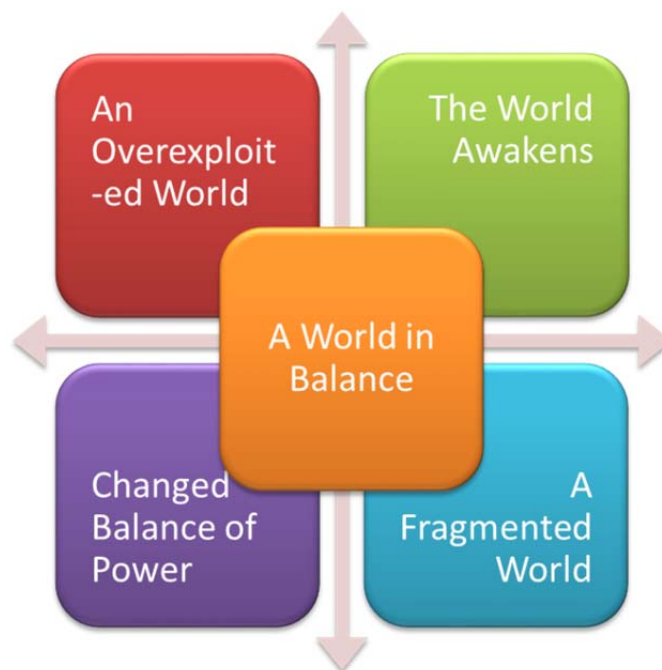 An
Overexploit
-ed World
The World
Awakens
A World in
Balance
Changed
Balance of
Power
A
Fragmented
World